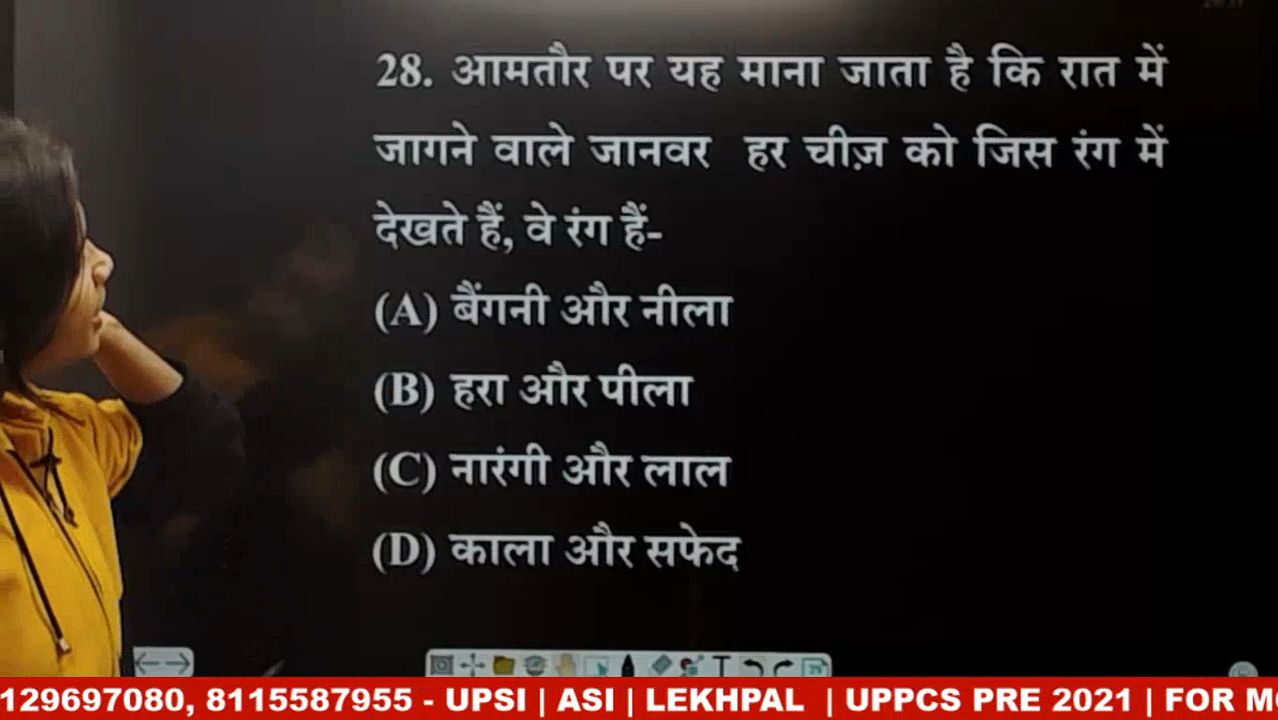 28. आमतौर पर यह माना जाता है कि रात में
जागने वाले जानवर हर चीज़ को जिस रंग में
देखते हैं, वे रंग हैं-
(A) बैंगनी और नीला
(B) हरा और पीला
(C) नारंगी और लाल
(D) काला और सफेद
129697080, 8115587955 - UPSI | ASI | LEKHPAL | UPPCS PRE 2021 | FOR